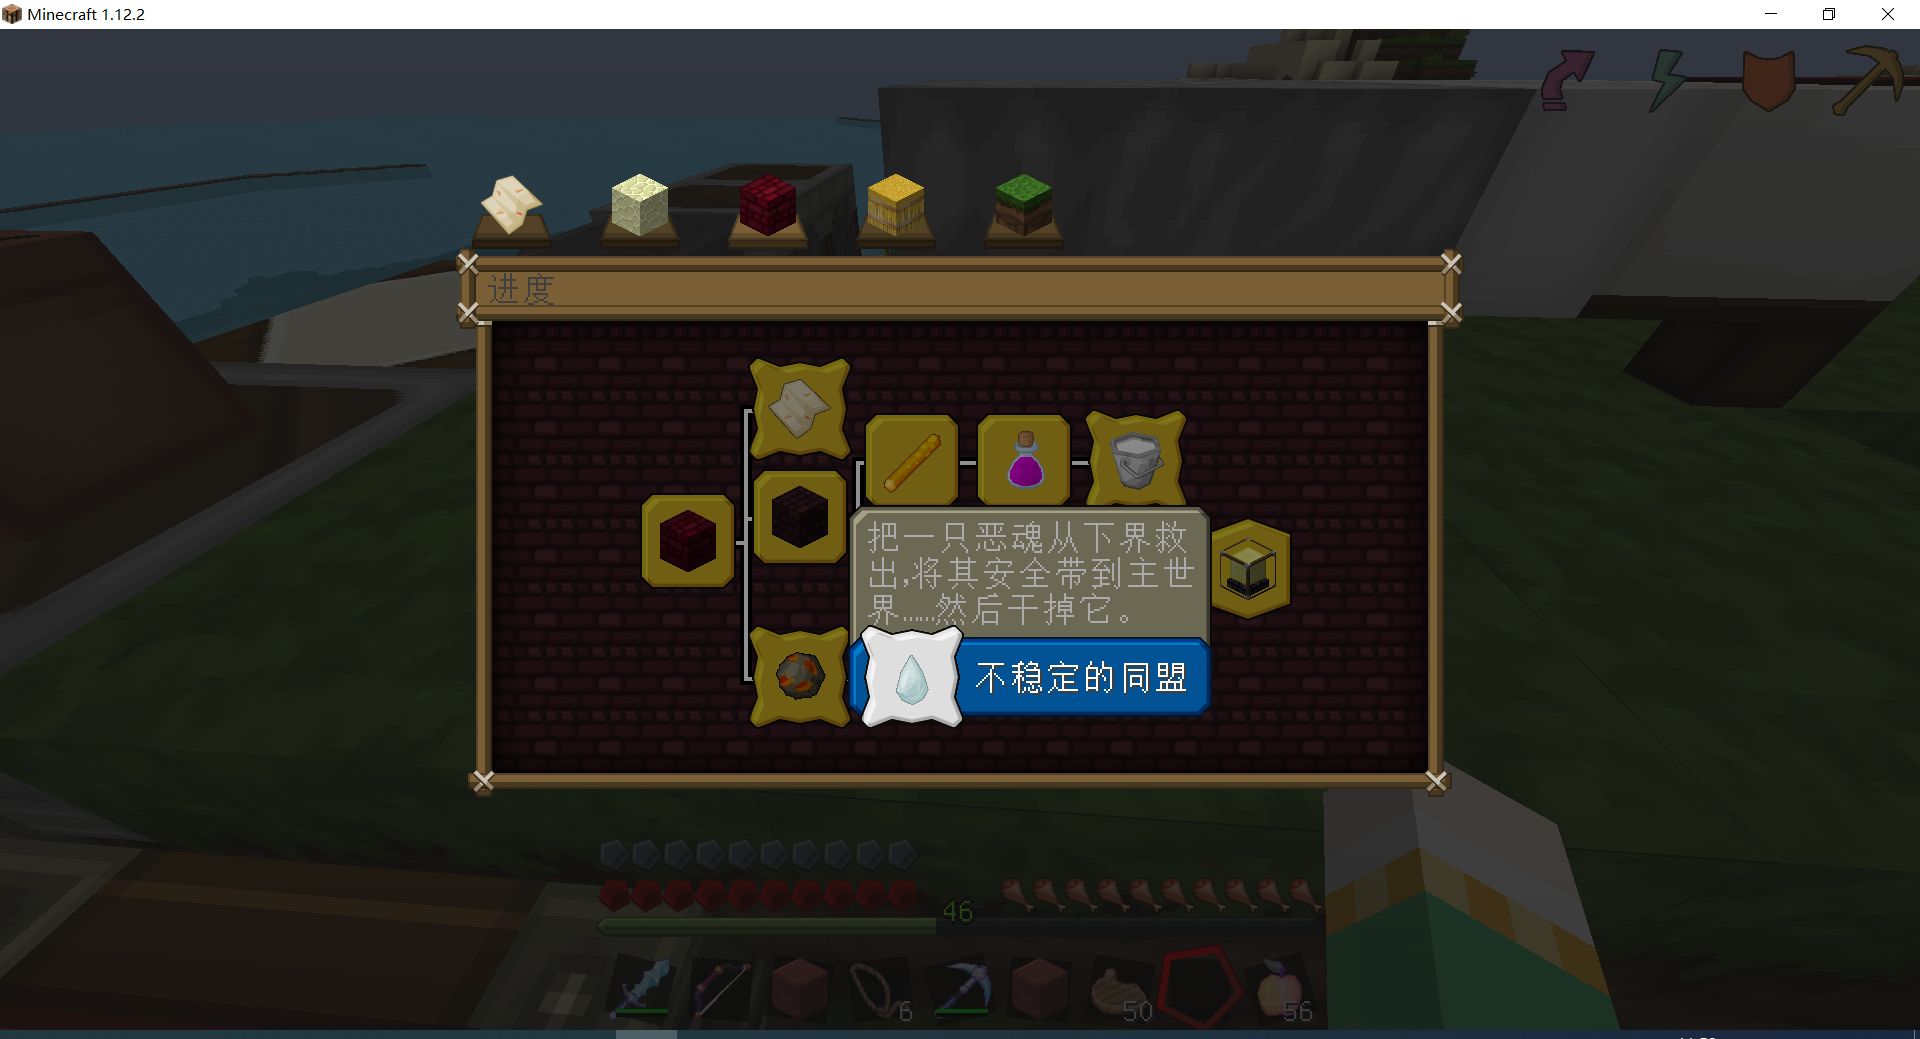 Minecraft 1.12.2
进度
把一只恶魂从下界救
出,将其安全带到主世
界……然后干掉它。
不稳定的同盟
46
6
50
56